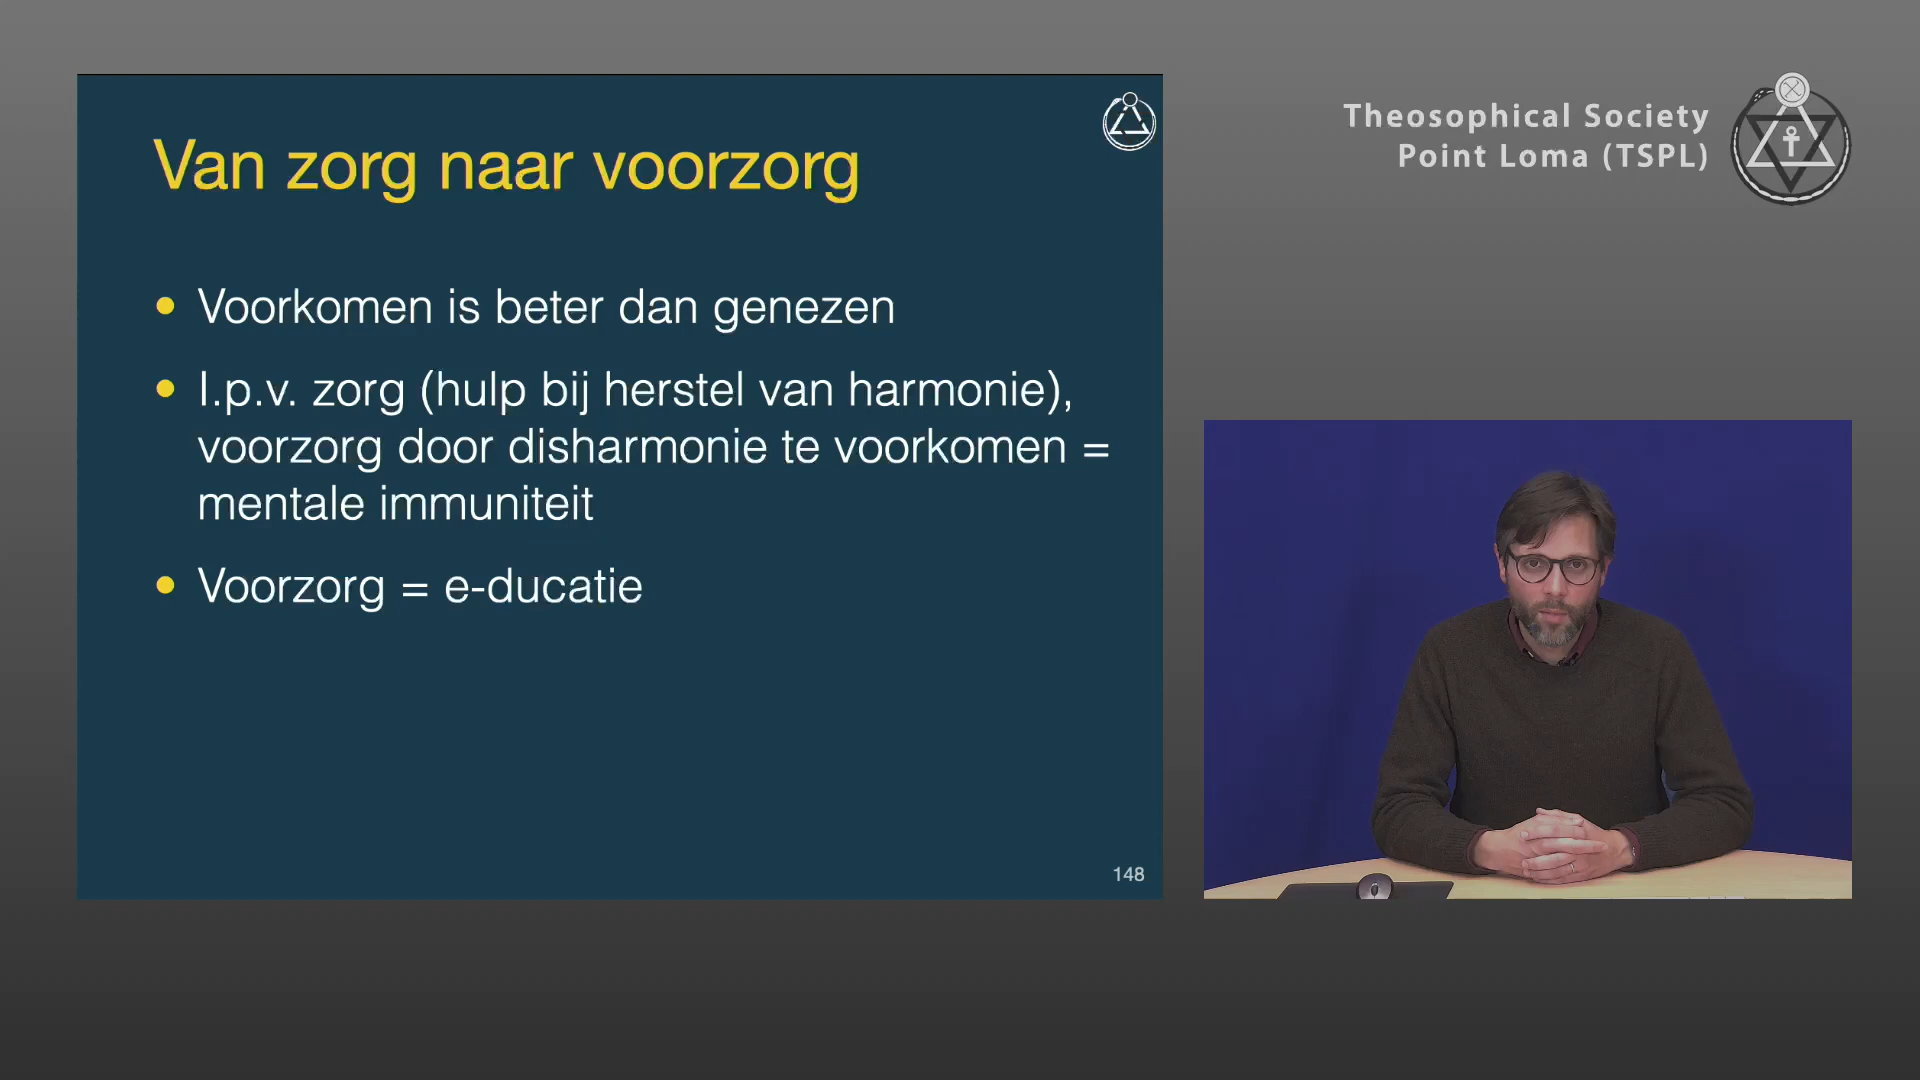 Van zorg naar voorzorg
• Voorkomen is beter dan genezen
• I.p.v. zorg (hulp bij herstel van harmonie),
voorzorg door disharmonie te voorkomen =
mentale immuniteit
• Voorzorg = e-ducatie
148
Theosophical Society
Point Loma (TSPL)